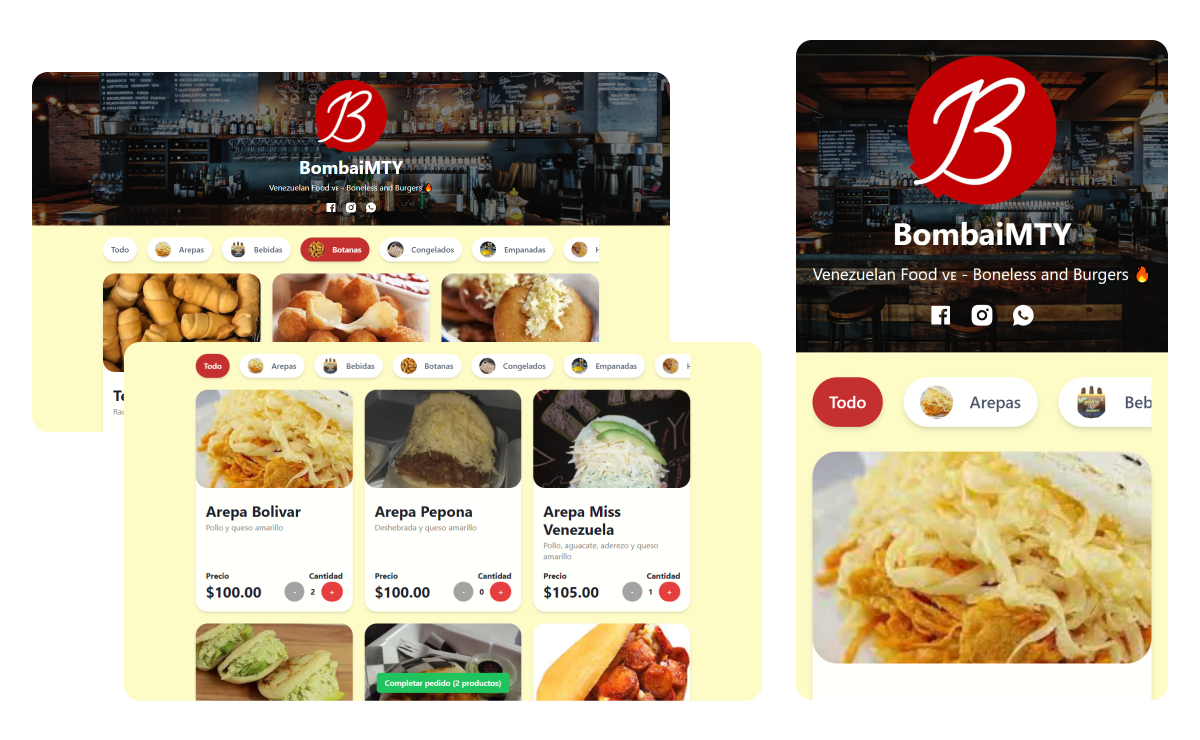 B
BombaiMTY
Venezuelan Food ᴠᴇ - Boneless and Burgers 🔥
Todo
Arepas
Bebidas
Botanas
Congelados
Empanadas
Todo
Arepas
Bebidas
Botanas
Congelados
Empanadas
Arepa Bolivar
Pollo y queso amarillo
Precio
Cantidad
$100.00
- 2 +
Arepa Pepona
Deshebrada y queso amarillo
Precio
Cantidad
$100.00
- 0 +
Arepa Miss
Venezuela
Pollo, aguacate, aderezo y queso
amarillo
Precio
Cantidad
$105.00
- 1 +
Completar pedido (2 productos)
B
BombaiMTY
Venezuelan Food ᴠᴇ - Boneless and Burgers 🔥
Todo
Arepas
Beb